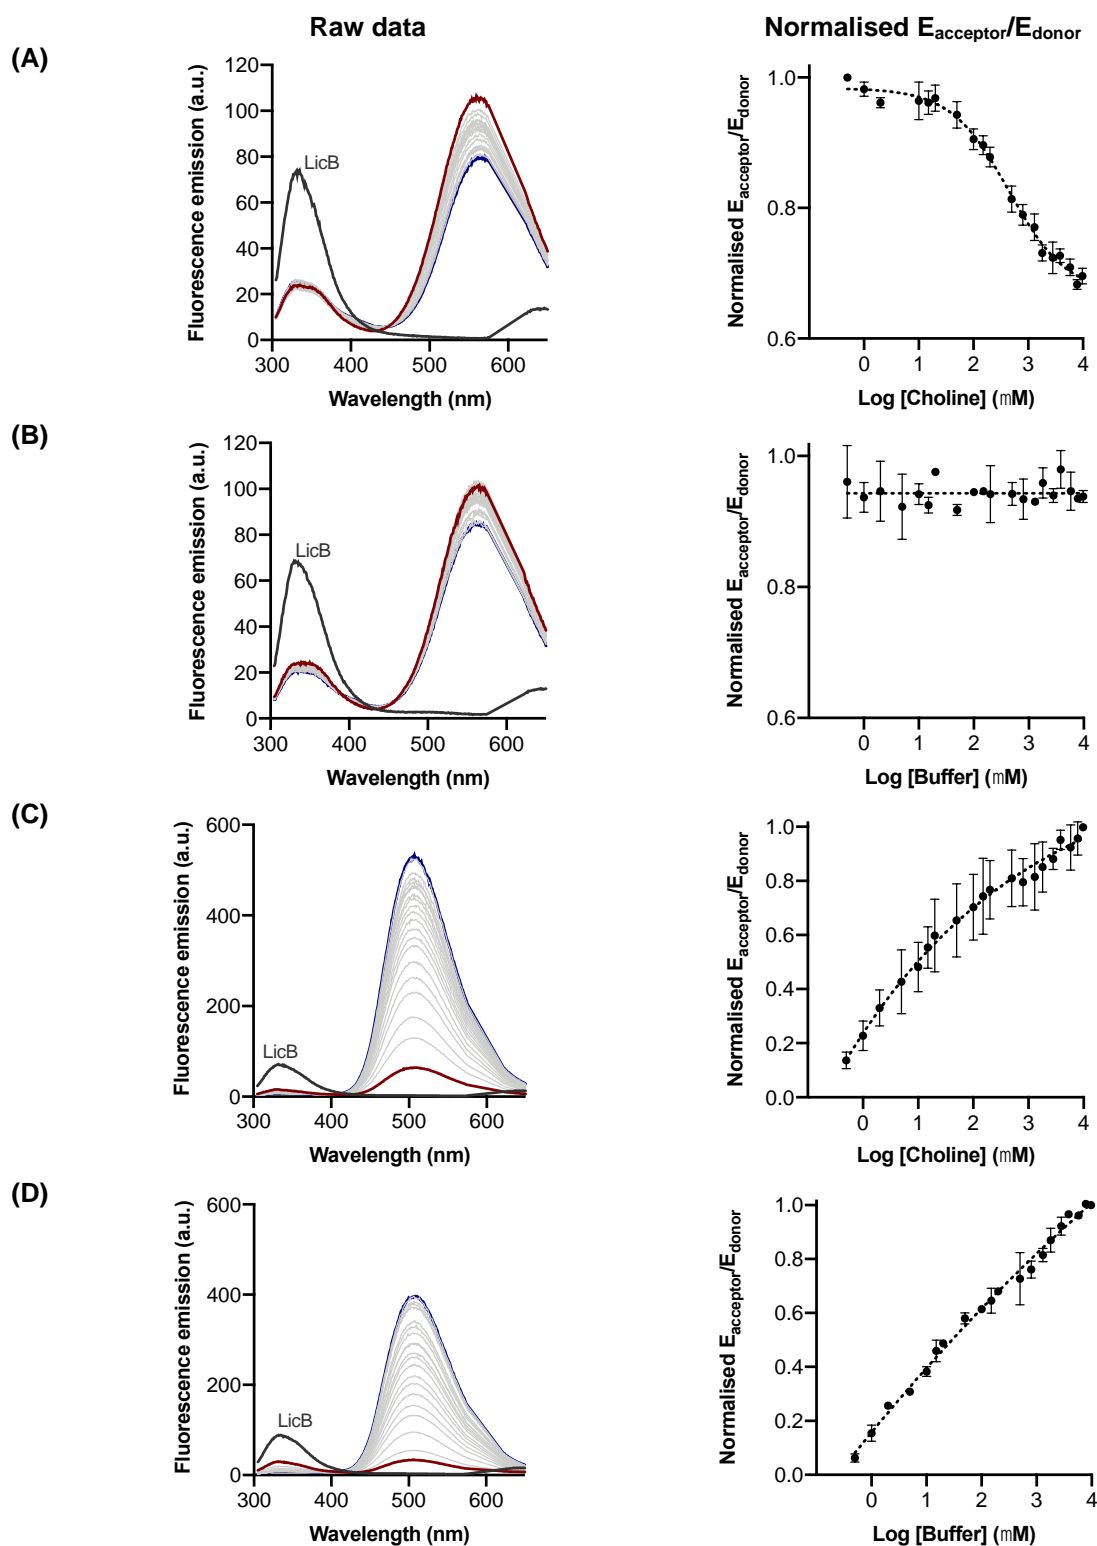 Raw data
Normalised Eacceptor/Edonor
(A)
Fluorescence emission (a.u.)
120
100
80
60
40
20
0
LicB
300 400 500 600
Wavelength (nm)
Normalised Eacceptor/Edonor
1.0
0.8
0.6
0 1 2 3 4
Log [Choline] (mM)
(B)
Fluorescence emission (a.u.)
120
100
80
60
40
20
0
LicB
300 400 500 600
Wavelength (nm)
Normalised Eacceptor/Edonor
1.0
0.8
0.6
0 1 2 3 4
Log [Buffer] (mM)
(C)
Fluorescence emission (a.u.)
600
400
200
0
LicB
300 400 500 600
Wavelength (nm)
Normalised Eacceptor/Edonor
1.0
0.8
0.6
0.4
0.2
0.0
0 1 2 3 4
Log [Choline] (mM)
(D)
Fluorescence emission (a.u.)
600
400
200
0
LicB
300 400 500 600
Wavelength (nm)
Normalised Eacceptor/Edonor
1.0
0.8
0.6
0.4
0.2
0.0
0 1 2 3 4
Log [Buffer] (mM)